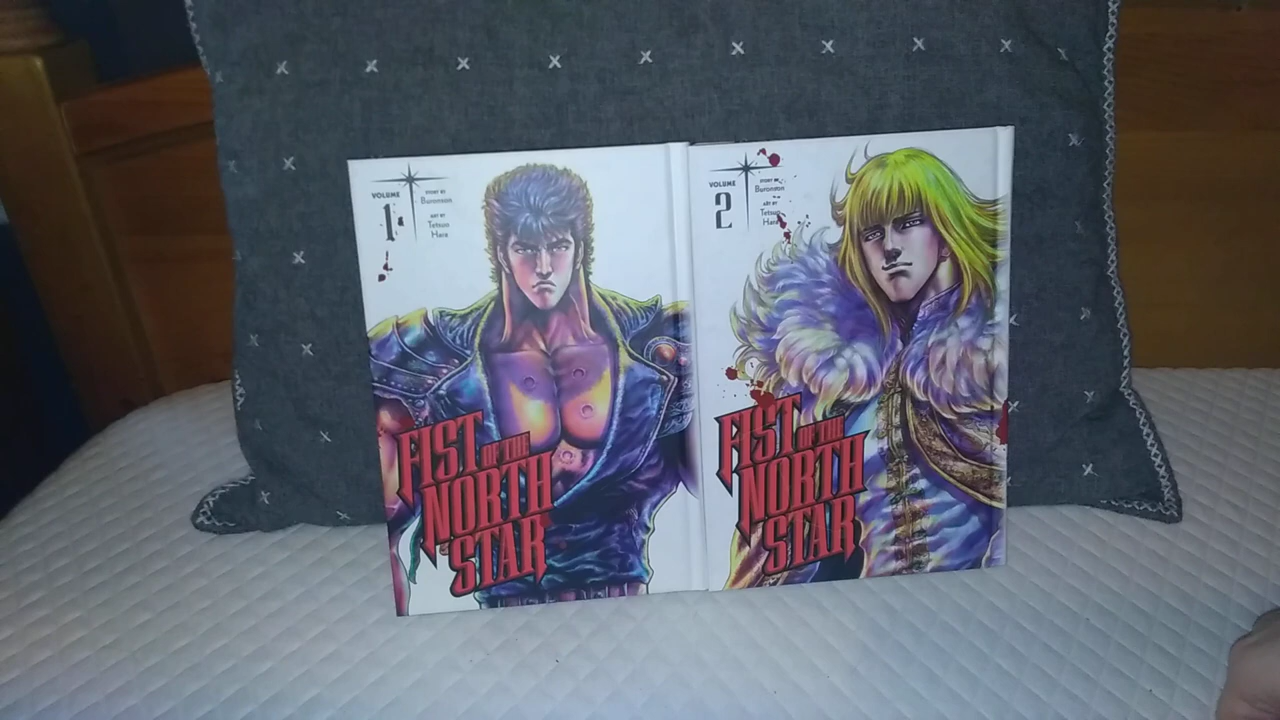 VOLUME
1
STORY BY
Buronson
ART BY
Tetsuo
Hara
FIST
OF THE
NORTH
STAR
VOLUME
2
STORY BY
Buronson
ART BY
Tetsuo
Hara
FIST
OF THE
NORTH
STAR